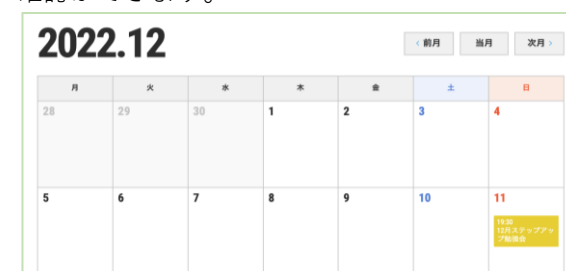 2022.12
‹ 前月 当月 次月 ›
月 火 水 木 金 土 日
28 29 30 1 2 3 4
5 6 7 8 9 10 11
12月ステップアッ
プ勉強会